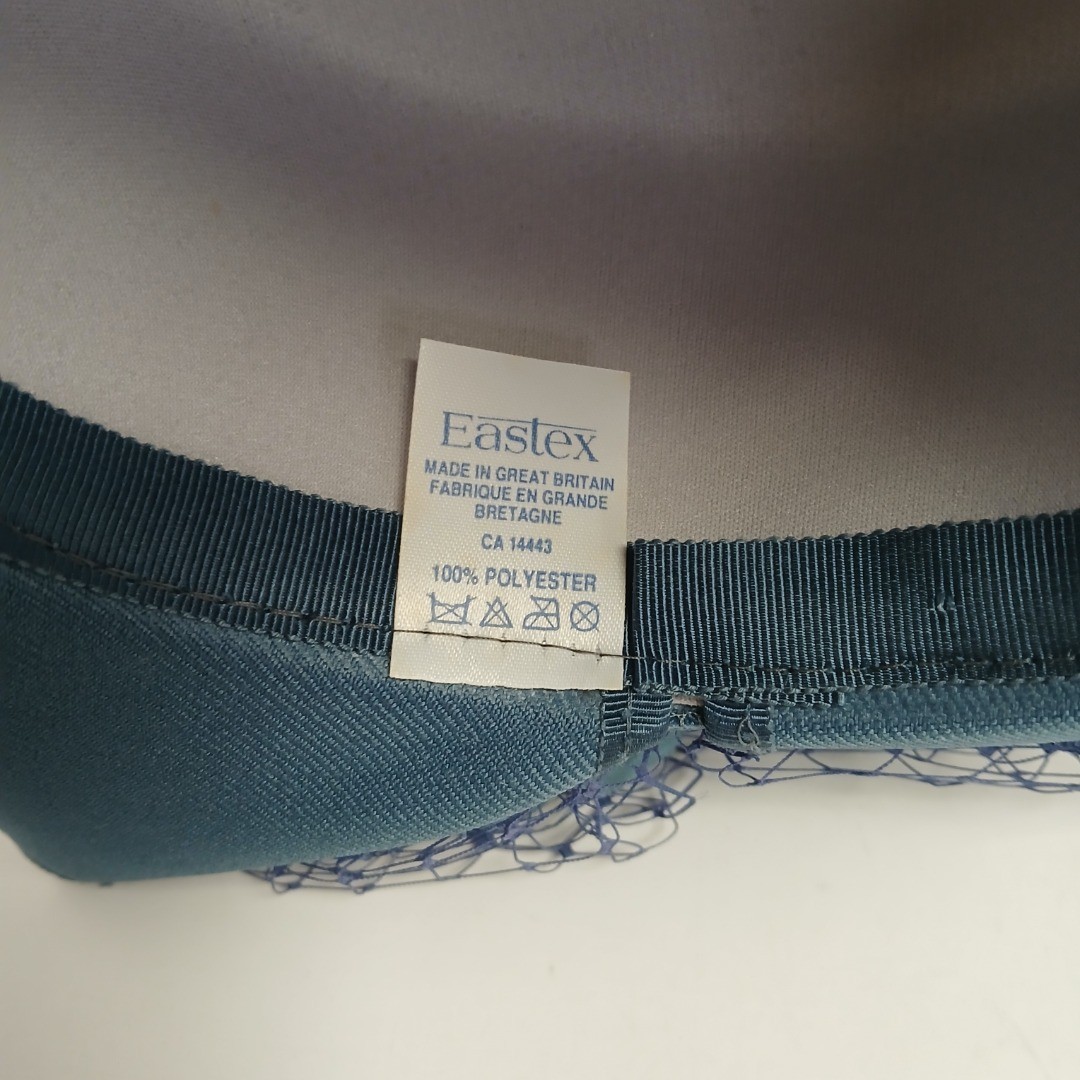 Eastex
MADE IN GREAT BRITAIN
FABRIQUE EN GRANDE
BRETAGNE
CA 14443
100% POLYESTER